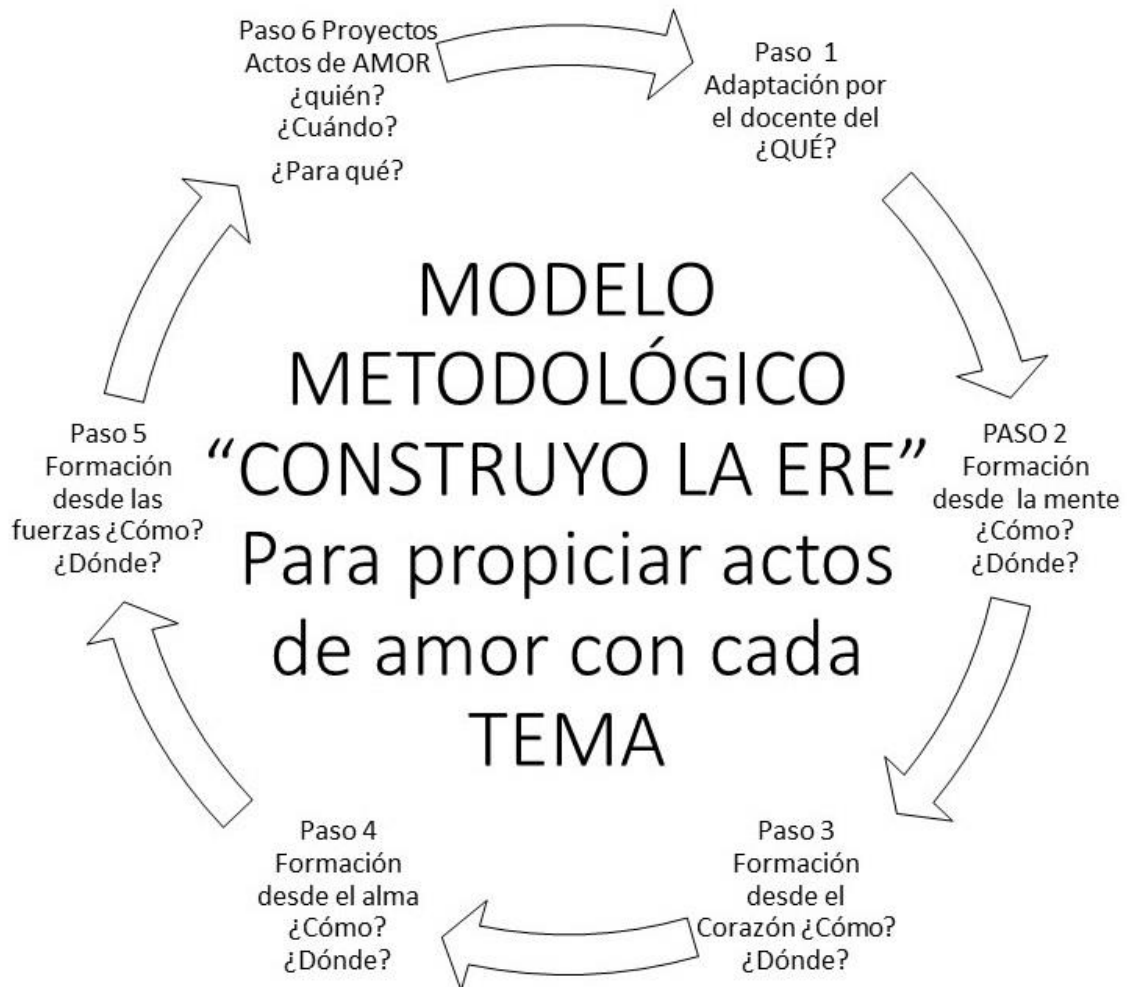 Paso 6 Proyectos
Actos de AMOR
¿quién?
¿Cuándo?
¿Para qué?
Paso 1
Adaptación por
el docente del
¿QUÉ?
MODELO
METODOLÓGICO
“CONSTRUYO LA ERE”
Para propiciar actos
de amor con cada
TEMA
PASO 2
Formación
desde la mente
¿Cómo?
¿Dónde?
Paso 3
Formación
desde el
Corazón ¿Cómo?
¿Dónde?
Paso 4
Formación
desde el alma
¿Cómo?
¿Dónde?
Paso 5
Formación
desde las
fuerzas ¿Cómo?
¿Dónde?